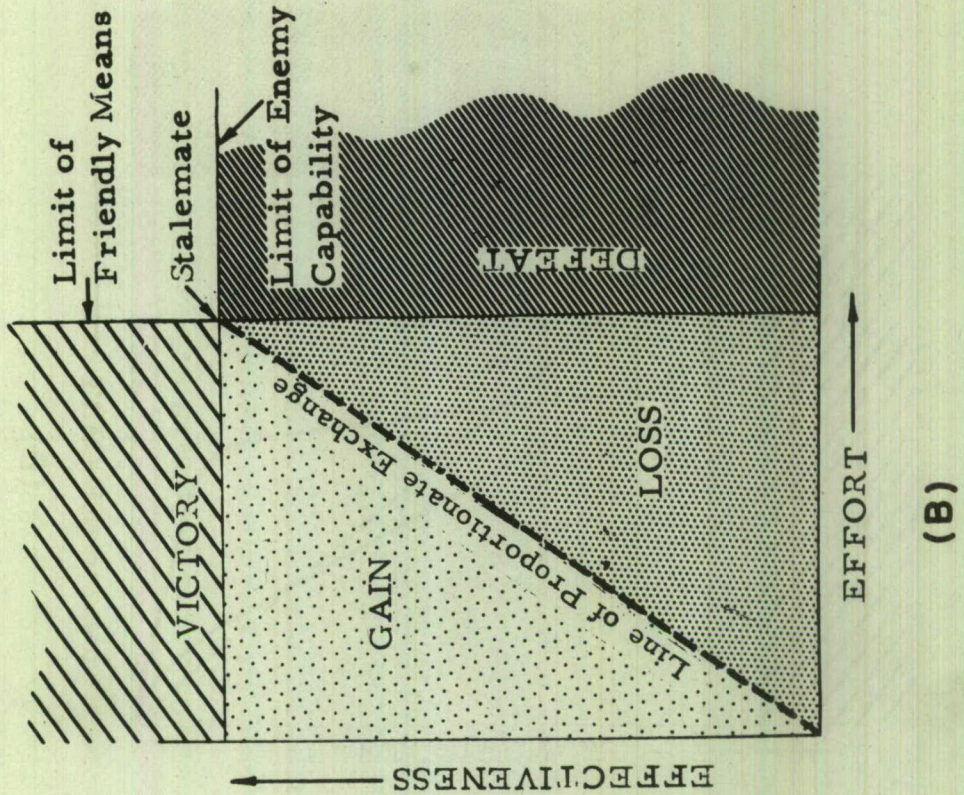 Limit of
Friendly Means
Stalemate
Limit of Enemy
Capability
VICTORY
GAIN
Line of Proportionate Exchange
LOSS
DEFEAT
EFFECTIVENESS
EFFORT
(B)